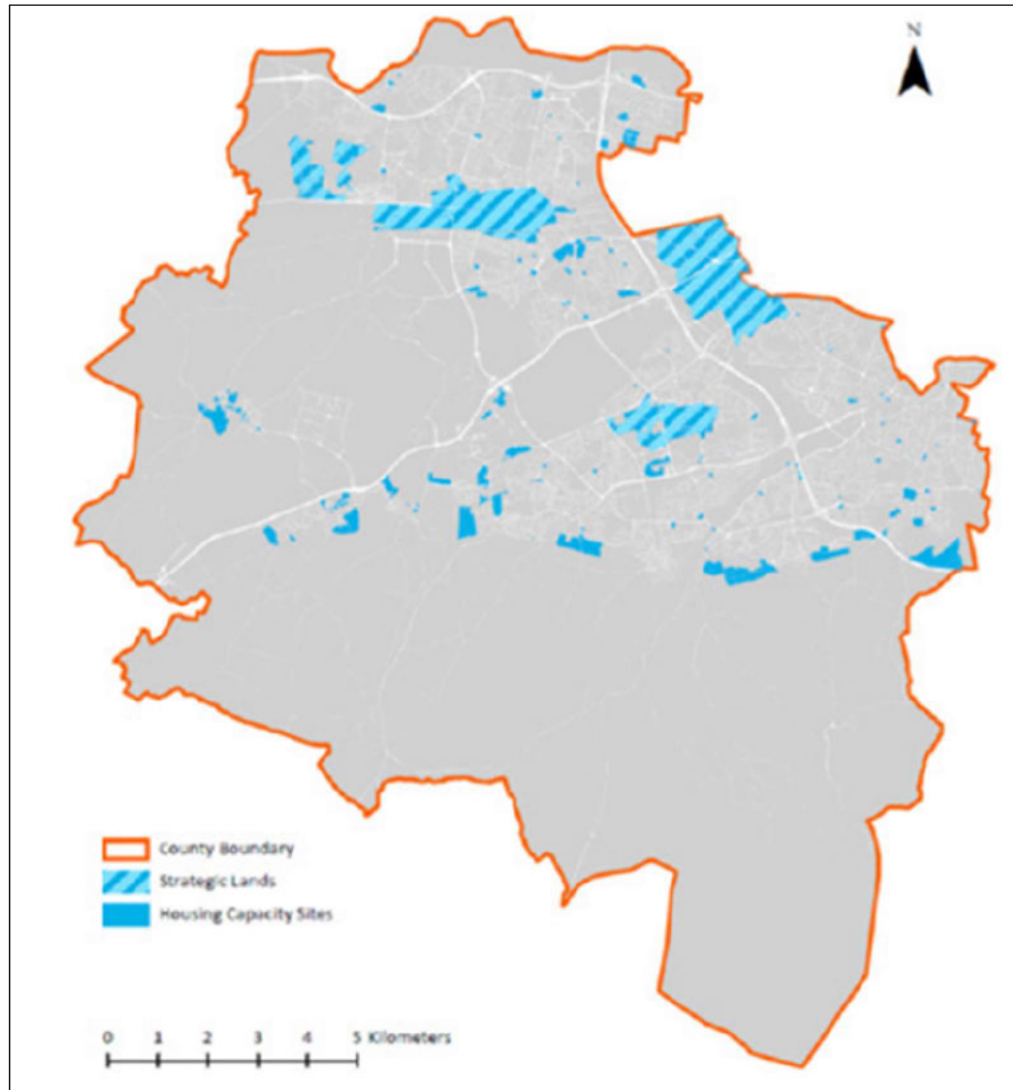 N
County Boundary
Strategic Lands
Housing Capacity Sites
0 1 2 3 4 5 Kilometers